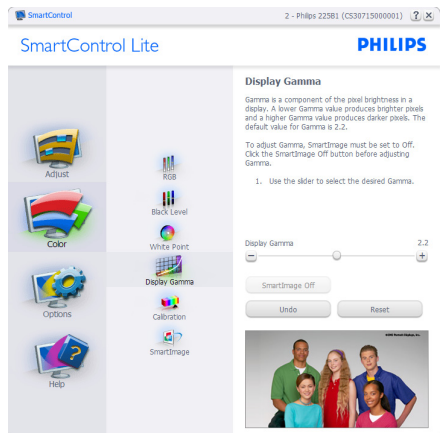 SmartControl
2 - Philips 225B1 (CS30715000001)
SmartControl Lite
PHILIPS
Adjust
Color
Options
Help
RGB
Black Level
White Point
Display Gamma
Calibration
SmartImage
Display Gamma
Gamma is a component of the pixel brightness in a
display. A lower Gamma value produces brighter pixels
and a higher Gamma value produces darker pixels. The
default value for Gamma is 2.2.
To adjust Gamma, SmartImage must be set to Off.
Click the SmartImage Off button before adjusting
Gamma.
1. Use the slider to select the desired Gamma.
Display Gamma 2.2
SmartImage Off
Undo Reset